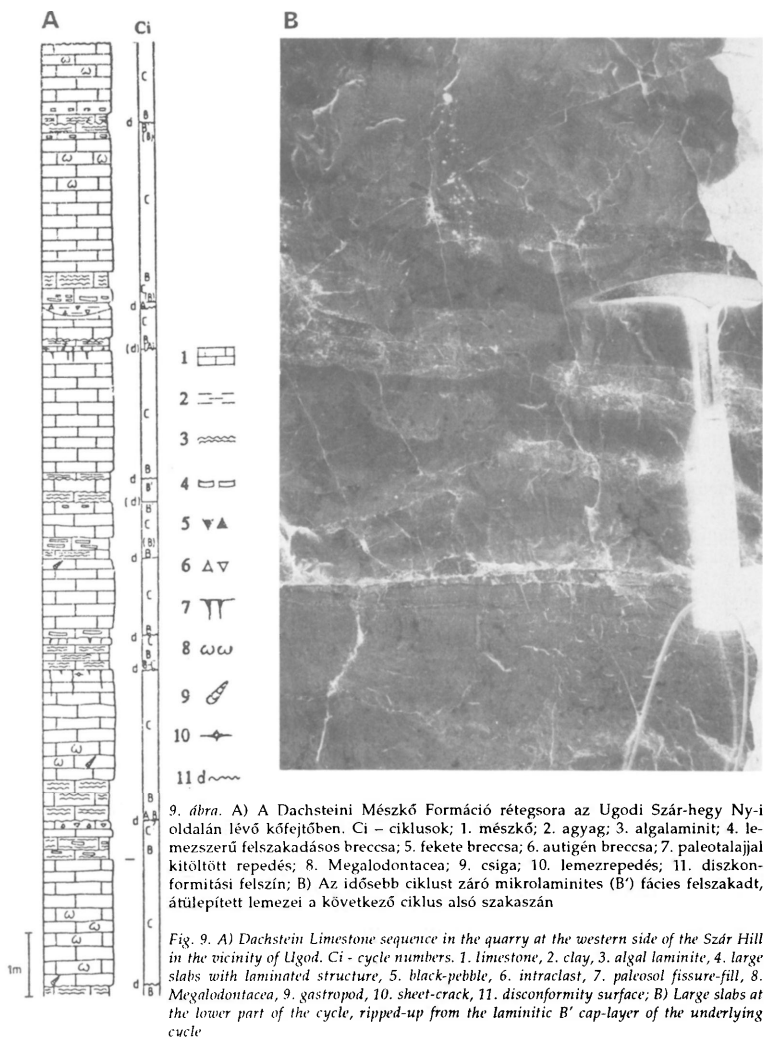 A
Ci
B
C
B
d
B
(B)
C
B
C
(B)
d
C
B
(d)
C
B
d
B'
(d)
B
C
(B)
B
d
C
B
d
C
B
d
C
B
d
C
B
C
d
B
1m
1
2
3
4
5
6
7
8
9
10
11 d
9. ábra. A) A Dachsteini Mészkő Formáció rétegsora az Ugodi Szár-hegy Ny-i
oldalán lévő kőfejtőben. Ci – ciklusok; 1. mészkő; 2. agyag; 3. algalaminit; 4. le-
mezszerű felszakadásos breccsa; 5. fekete breccsa; 6. autigén breccsa; 7. paleotalajjal
kitöltött repedés; 8. Megalodontacea; 9. csiga; 10. lemezrepedés; 11. diszkon-
formitási felszín; B) Az idősebb ciklust záró mikrolaminites (B') fácies felszakadt,
átülepített lemezei a következő ciklus alsó szakaszán
Fig. 9. A) Dachstein Limestone sequence in the quarry at the western side of the Szár Hill
in the vicinity of Ugod. Ci - cycle numbers. 1. limestone, 2. clay, 3. algal laminite, 4. large
slabs with laminated structure, 5. black-pebble, 6. intraclast, 7. paleosol fissure-fill, 8.
Megalodontacea, 9. gastropod, 10. sheet-crack, 11. disconformity surface; B) Large slabs at
the lower part of the cycle, ripped-up from the laminitic B' cap-layer of the underlying
cycle